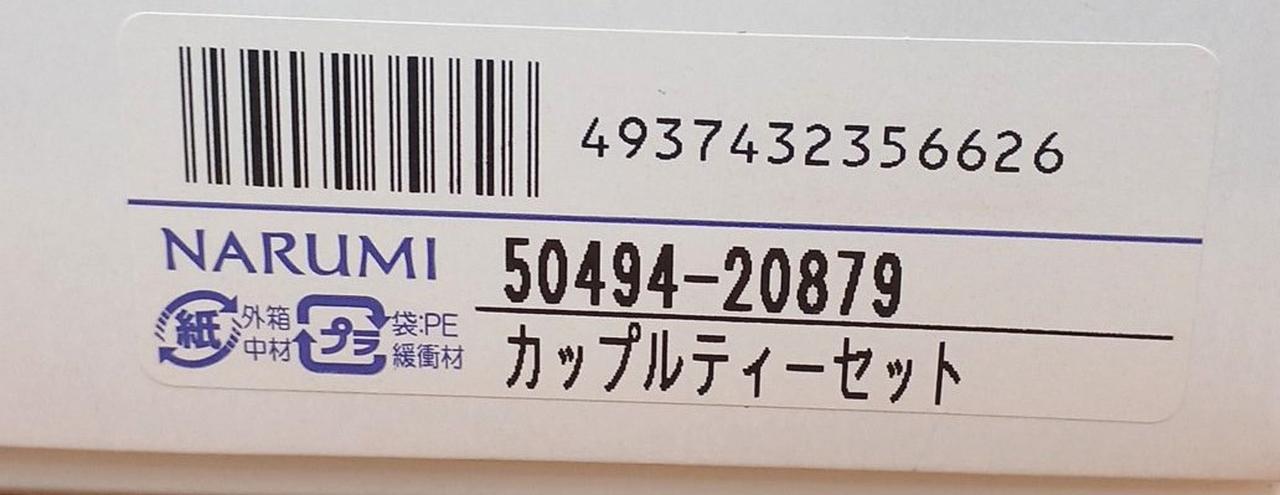 4937432356626
NARUMI
50494-20879
紙 外箱 中材
プラ 袋:PE 緩衝材
カップルティーセット